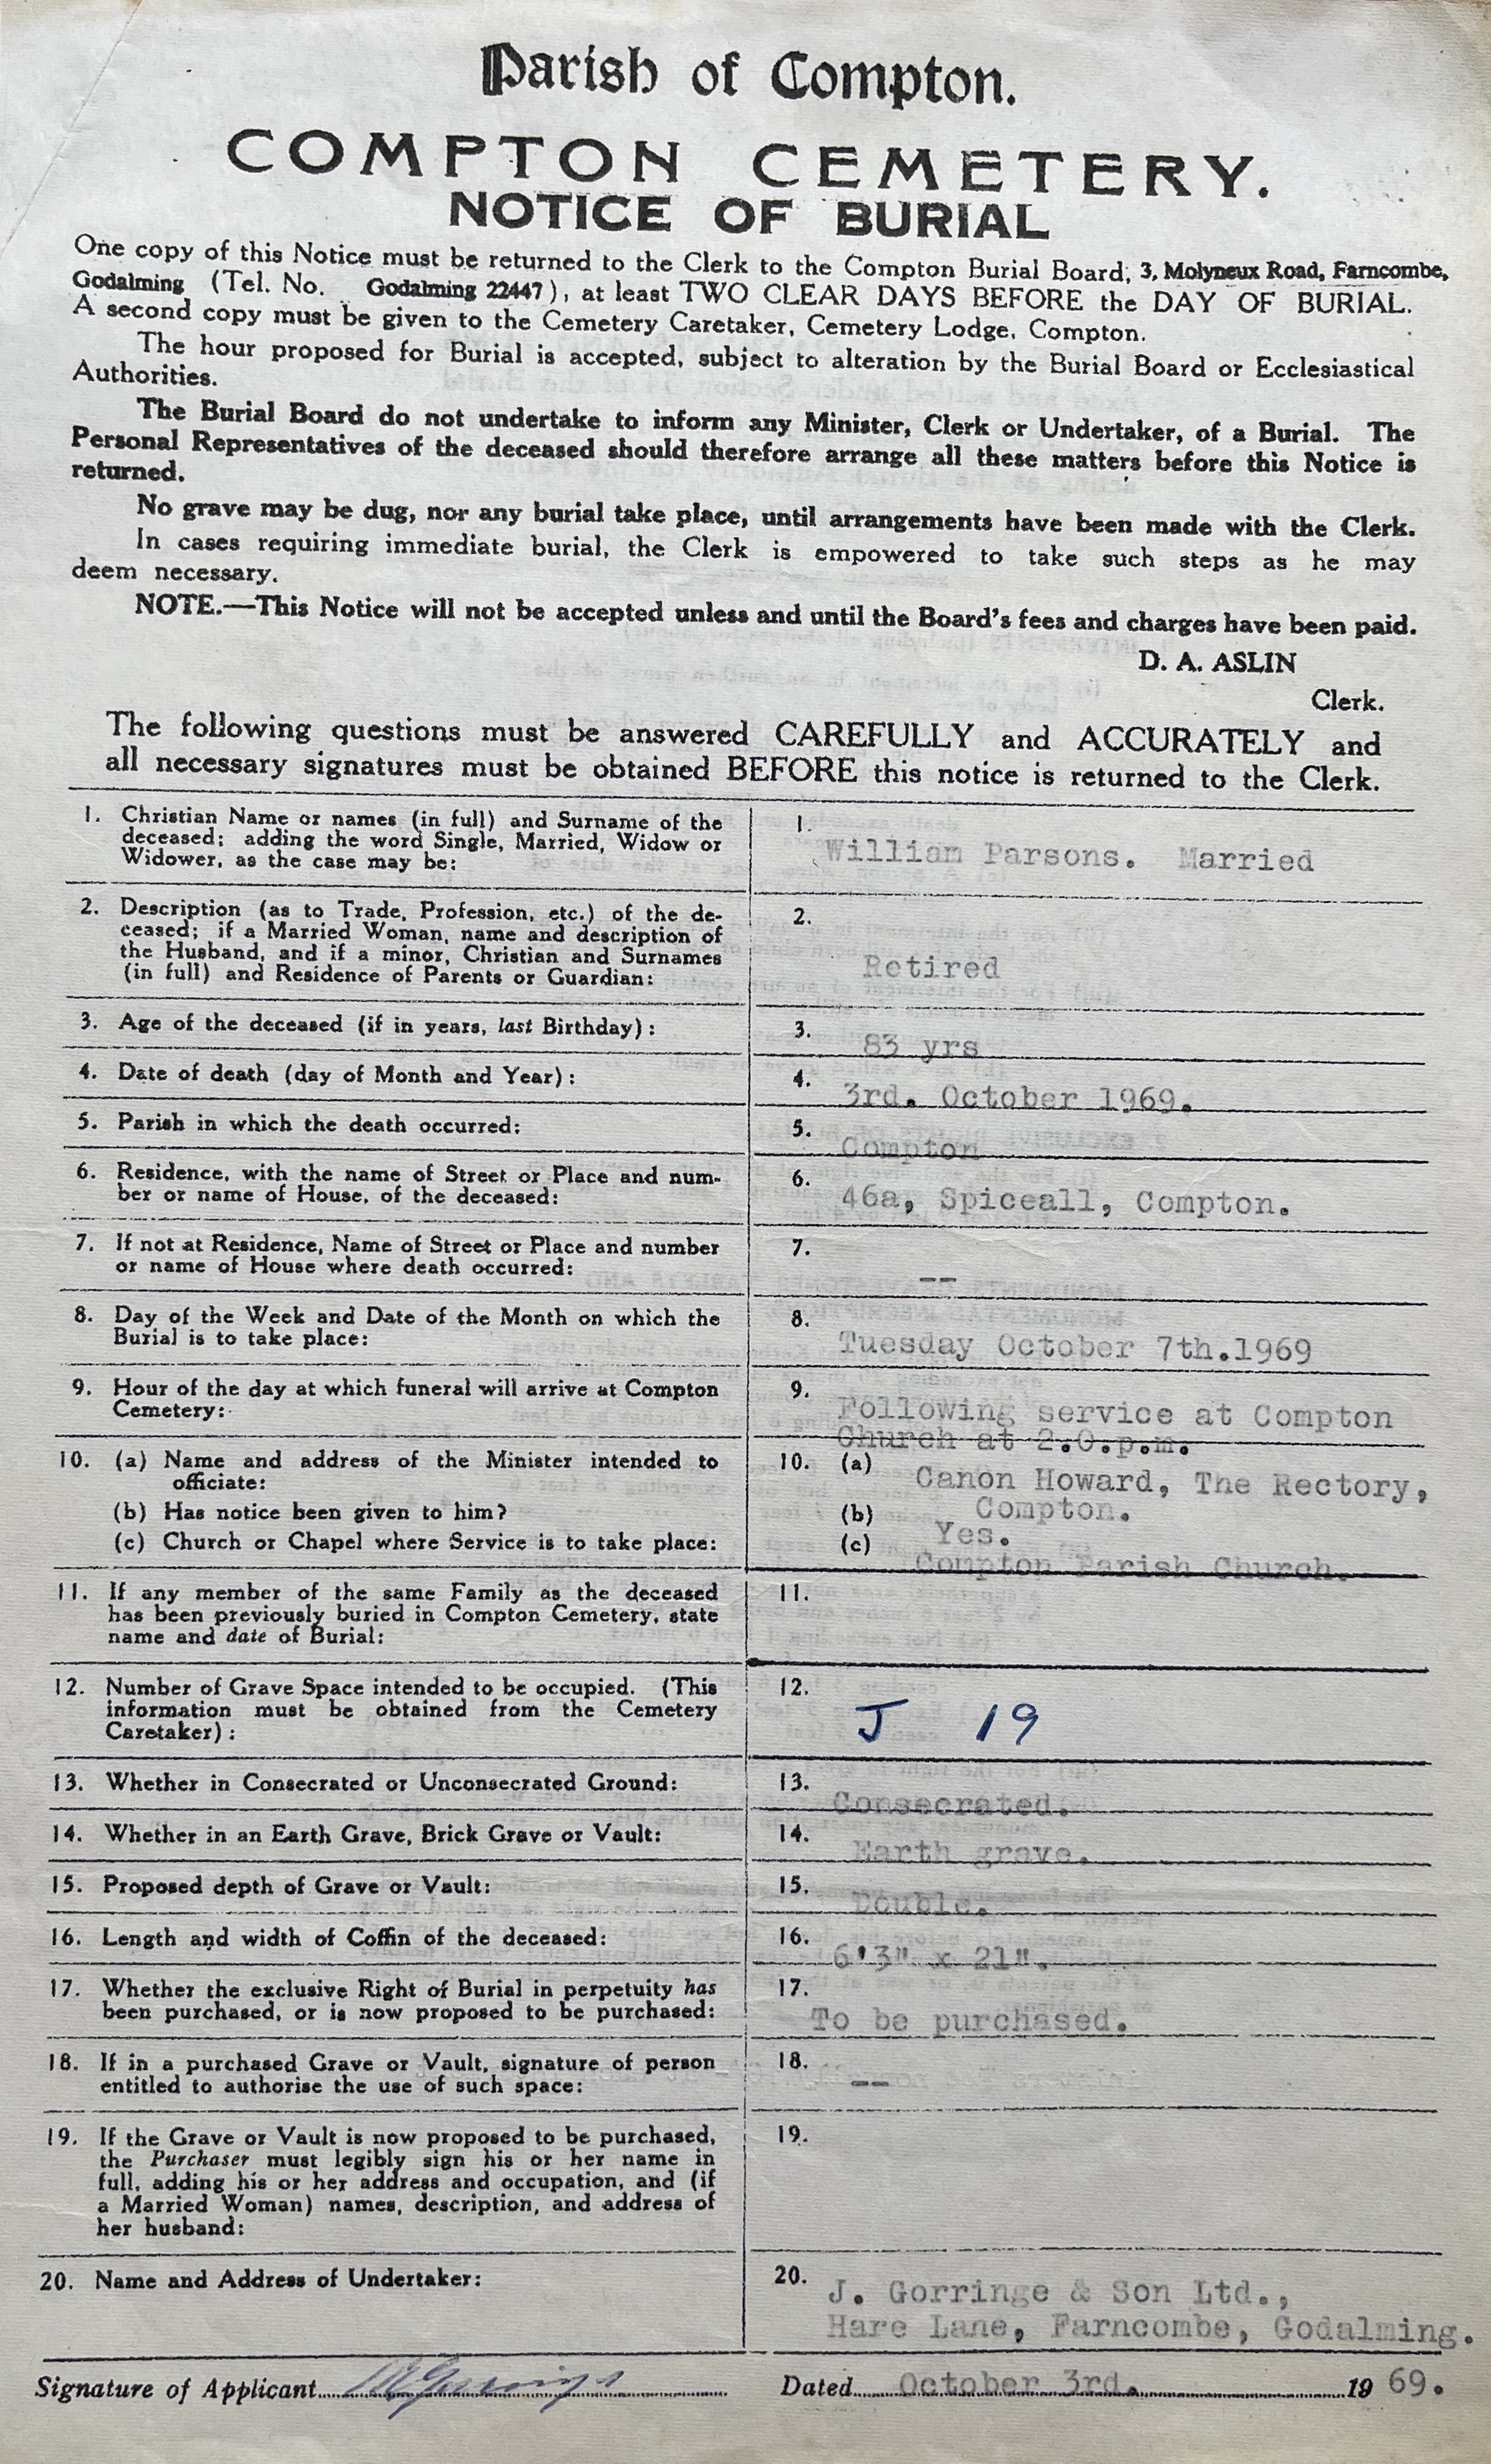 Parish of Compton.
COMPTON CEMETERY.
NOTICE OF BURIAL
One copy of this Notice must be returned to the Clerk to the Compton Burial Board, 3, Molyneux Road, Farncombe,
Godalming (Tel. No. Godalming 22447), at least TWO CLEAR DAYS BEFORE the DAY OF BURIAL.
A second copy must be given to the Cemetery Caretaker, Cemetery Lodge, Compton.
The hour proposed for Burial is accepted, subject to alteration by the Burial Board or Ecclesiastical
Authorities.
The Burial Board do not undertake to inform any Minister, Clerk or Undertaker, of a Burial. The
Personal Representatives of the deceased should therefore arrange all these matters before this Notice is
returned.
No grave may be dug, nor any burial take place, until arrangements have been made with the Clerk.
In cases requiring immediate burial, the Clerk is empowered to take such steps as he may
deem necessary.
NOTE.—This Notice will not be accepted unless and until the Board's fees and charges have been paid.
D. A. ASLIN
Clerk.
The following questions must be answered CAREFULLY and ACCURATELY and
all necessary signatures must be obtained BEFORE this notice is returned to the Clerk.
1. Christian Name or names (in full) and Surname of the
deceased; adding the word Single, Married, Widow or
Widower, as the case may be:
1. William Parsons. Married
2. Description (as to Trade, Profession, etc.) of the de-
ceased; if a Married Woman, name and description of
the Husband, and if a minor, Christian and Surnames
(in full) and Residence of Parents or Guardian:
2. Retired
3. Age of the deceased (if in years, last Birthday):
3. 83 yrs
4. Date of death (day of Month and Year):
4. 3rd. October 1969.
5. Parish in which the death occurred:
5. Compton
6. Residence, with the name of Street or Place and num-
ber or name of House, of the deceased:
6. 46a, Spiceall, Compton.
7. If not at Residence, Name of Street or Place and number
or name of House where death occurred:
7. --
8. Day of the Week and Date of the Month on which the
Burial is to take place:
8. Tuesday October 7th.1969
9. Hour of the day at which funeral will arrive at Compton
Cemetery:
9. Following service at Compton
Church at 2.0.p.m.
10. (a) Name and address of the Minister intended to
officiate:
(b) Has notice been given to him?
(c) Church or Chapel where Service is to take place:
10. (a) Canon Howard, The Rectory,
Compton.
(b) Yes.
(c) Compton Parish Church.
11. If any member of the same Family as the deceased
has been previously buried in Compton Cemetery, state
name and date of Burial:
11.
12. Number of Grave Space intended to be occupied. (This
information must be obtained from the Cemetery
Caretaker):
12. J 19
13. Whether in Consecrated or Unconsecrated Ground:
13. Consecrated.
14. Whether in an Earth Grave, Brick Grave or Vault:
14. Earth grave.
15. Proposed depth of Grave or Vault:
15. Double.
16. Length and width of Coffin of the deceased:
16. 6'3" x 21".
17. Whether the exclusive Right of Burial in perpetuity has
been purchased, or is now proposed to be purchased:
17. To be purchased.
18. If in a purchased Grave or Vault, signature of person
entitled to authorise the use of such space:
18. --
19. If the Grave or Vault is now proposed to be purchased,
the Purchaser must legibly sign his or her name in
full, adding his or her address and occupation, and (if
a Married Woman) names, description, and address of
her husband:
19.
20. Name and Address of Undertaker:
20. J. Gorringe & Son Ltd.,
Hare Lane, Farncombe, Godalming.
Signature of Applicant
Dated October 3rd. 1969.